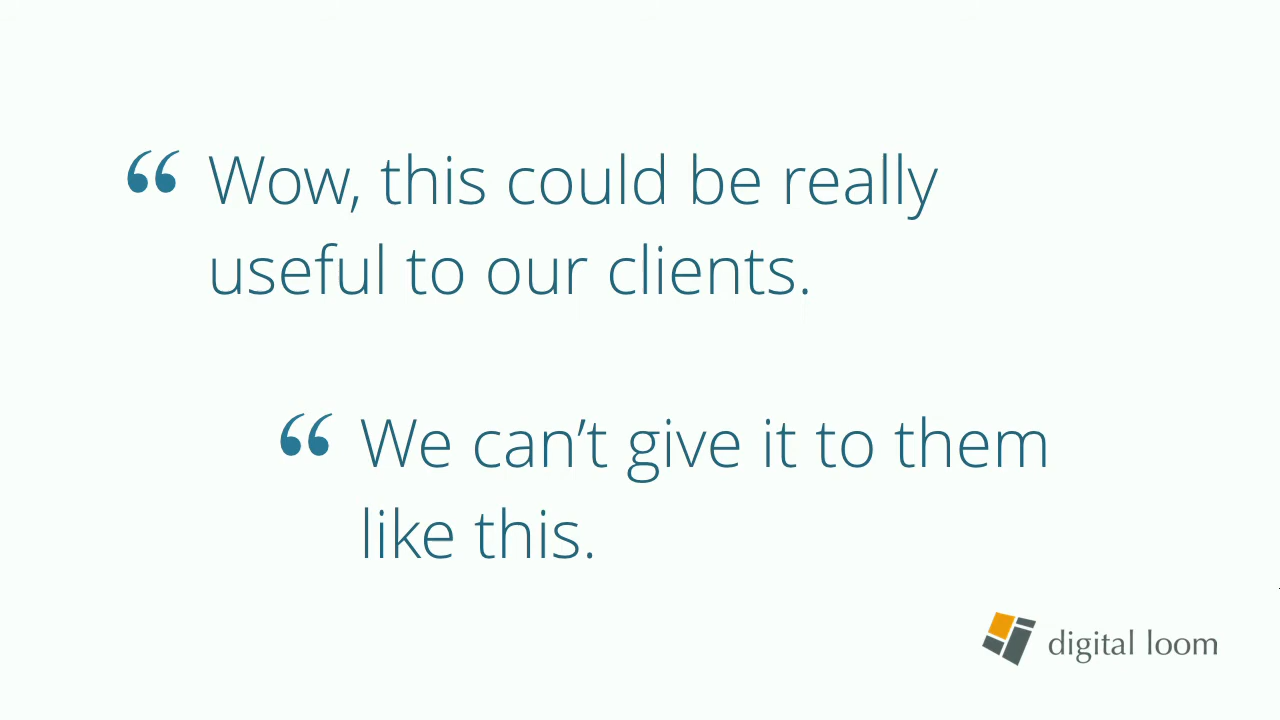 “ Wow, this could be really
useful to our clients.
“ We can’t give it to them
like this.
digital loom